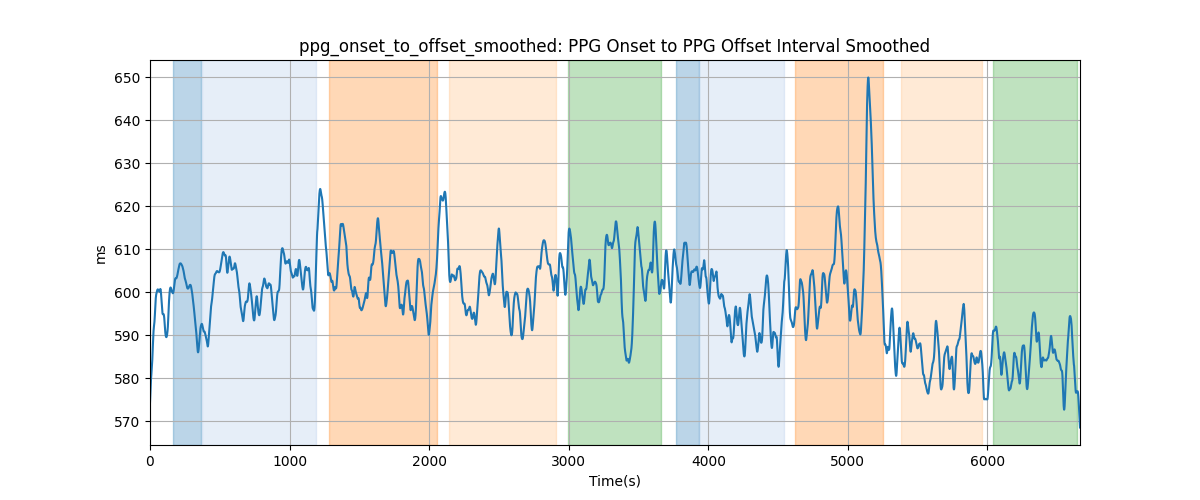 ppg_onset_to_offset_smoothed: PPG Onset to PPG Offset Interval Smoothed
650
640
630
620
610
600
590
580
570
ms
0 1000 2000 3000 4000 5000 6000
Time(s)